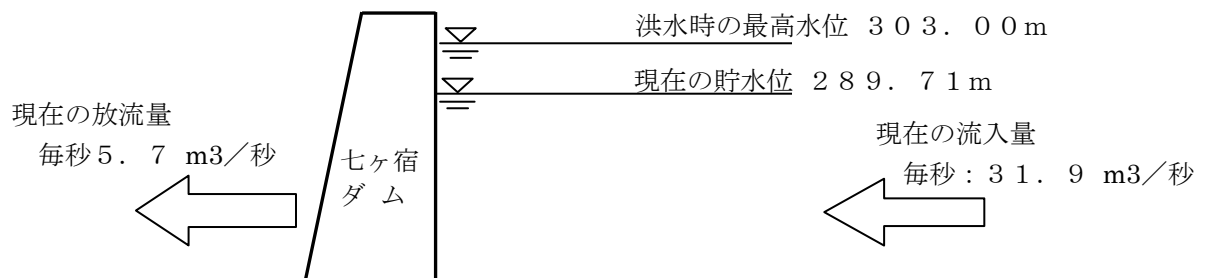 洪水時の最高水位 ３０３．００ｍ
現在の貯水位 ２８９．７１ｍ
現在の放流量
毎秒５．７ m3／秒
七ヶ宿
ダ ム
現在の流入量
毎秒：３１．９ m3／秒